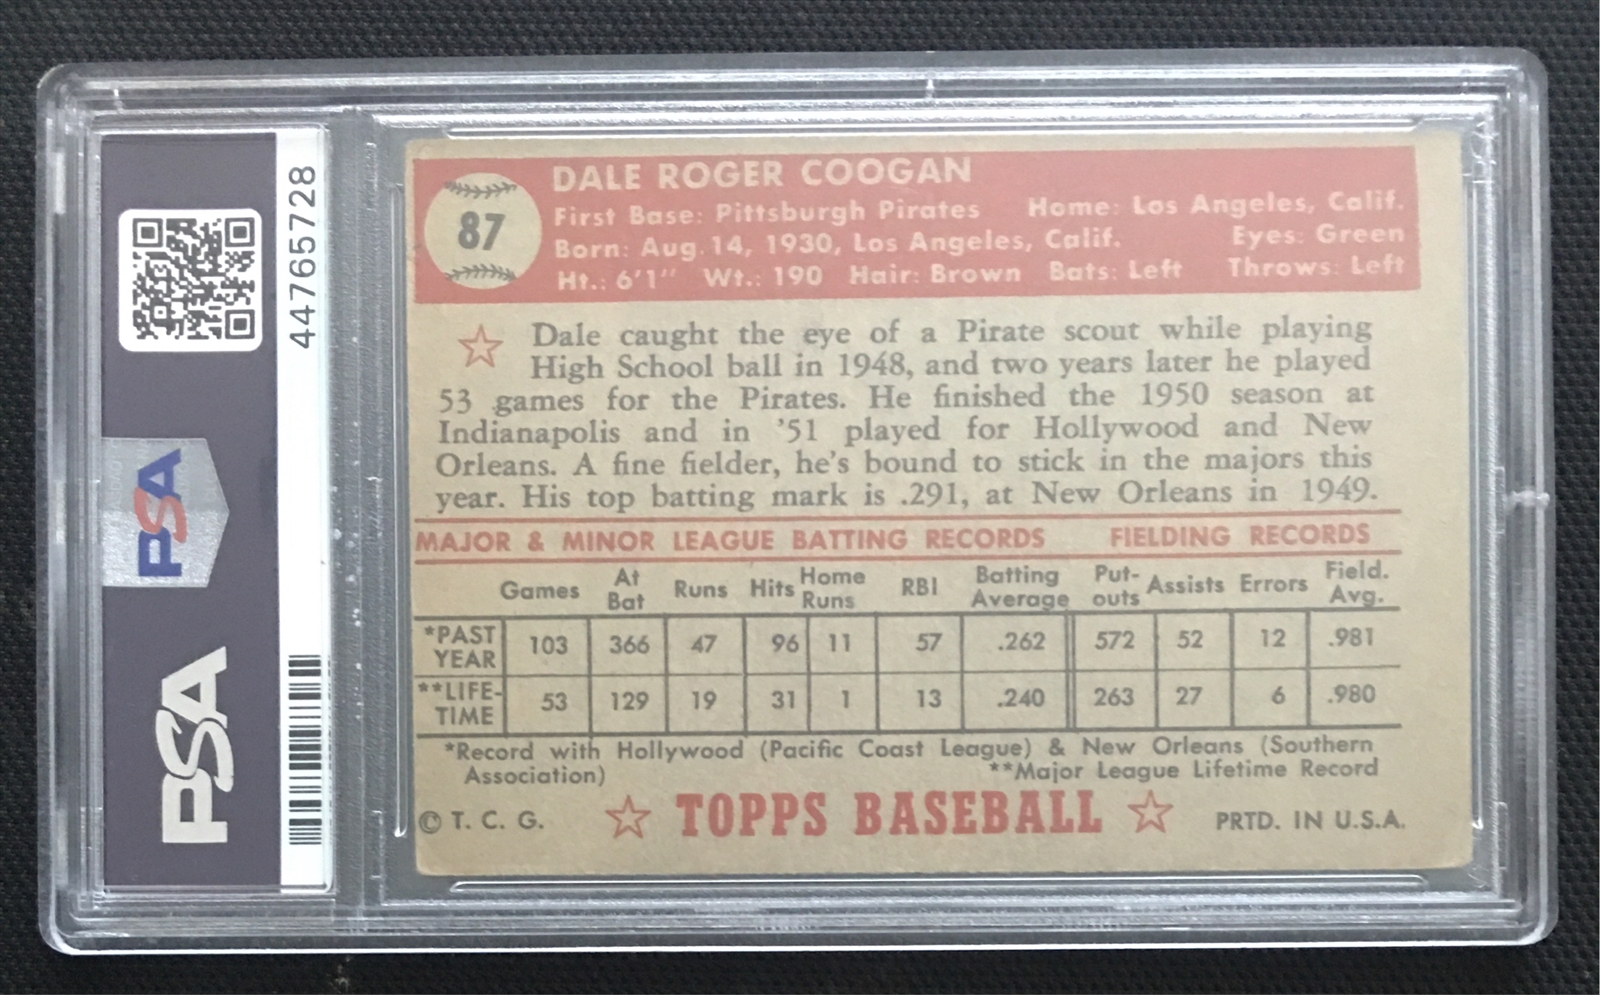 44765728
PSA
PSA
87
DALE ROGER COOGAN
First Base: Pittsburgh Pirates Home: Los Angeles, Calif.
Born: Aug. 14, 1930, Los Angeles, Calif. Eyes: Green
Ht.: 6'1" Wt.: 190 Hair: Brown Bats: Left Throws: Left
Dale caught the eye of a Pirate scout while playing
High School ball in 1948, and two years later he played
53 games for the Pirates. He finished the 1950 season at
Indianapolis and in '51 played for Hollywood and New
Orleans. A fine fielder, he's bound to stick in the majors this
year. His top batting mark is .291, at New Orleans in 1949.
MAJOR & MINOR LEAGUE BATTING RECORDS FIELDING RECORDS
Games At Bat Runs Hits Home Runs RBI Batting Average Put-outs Assists Errors Field. Avg.
*PAST YEAR 103 366 47 96 11 57 .262 572 52 12 .981
**LIFE-TIME 53 129 19 31 1 13 .240 263 27 6 .980
*Record with Hollywood (Pacific Coast League) & New Orleans (Southern
Association) **Major League Lifetime Record
© T. C. G. TOPPS BASEBALL PRTD. IN U.S.A.